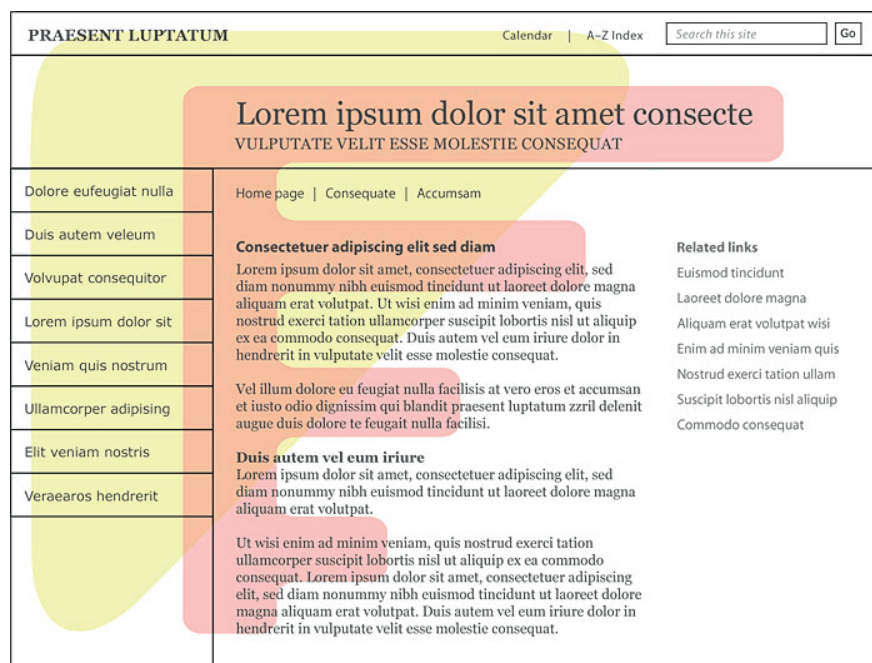 PRAESENT LUPTATUM
Calendar | A–Z Index
Search this site
Go
Lorem ipsum dolor sit amet consecte
VULPUTATE VELIT ESSE MOLESTIE CONSEQUAT
Dolore eufeugiat nulla
Duis autem veleum
Volvupat consequitor
Lorem ipsum dolor sit
Veniam quis nostrum
Ullamcorper adipising
Elit veniam nostris
Veraearos hendrerit
Home page | Consequate | Accumsam
Consectetuer adipiscing elit sed diam
Lorem ipsum dolor sit amet, consectetuer adipiscing elit, sed
diam nonummy nibh euismod tincidunt ut laoreet dolore magna
aliquam erat volutpat. Ut wisi enim ad minim veniam, quis
nostrud exerci tation ullamcorper suscipit lobortis nisl ut aliquip
ex ea commodo consequat. Duis autem vel eum iriure dolor in
hendrerit in vulputate velit esse molestie consequat.
Vel illum dolore eu feugiat nulla facilisis at vero eros et accumsan
et iusto odio dignissim qui blandit praesent luptatum zzril delenit
augue duis dolore te feugait nulla facilisi.
Duis autem vel eum iriure
Lorem ipsum dolor sit amet, consectetuer adipiscing elit, sed
diam nonummy nibh euismod tincidunt ut laoreet dolore magna
aliquam erat volutpat.
Ut wisi enim ad minim veniam, quis nostrud exerci tation
ullamcorper suscipit lobortis nisl ut aliquip ex ea commodo
consequat. Lorem ipsum dolor sit amet, consectetuer adipiscing
elit, sed diam nonummy nibh euismod tincidunt ut laoreet dolore
magna aliquam erat volutpat. Duis autem vel eum iriure dolor in
hendrerit in vulputate velit esse molestie consequat.
Related links
Euismod tincidunt
Laoreet dolore magna
Aliquam erat volutpat wisi
Enim ad minim veniam quis
Nostrud exerci tation ullam
Suscipit lobortis nisl aliquip
Commodo consequat